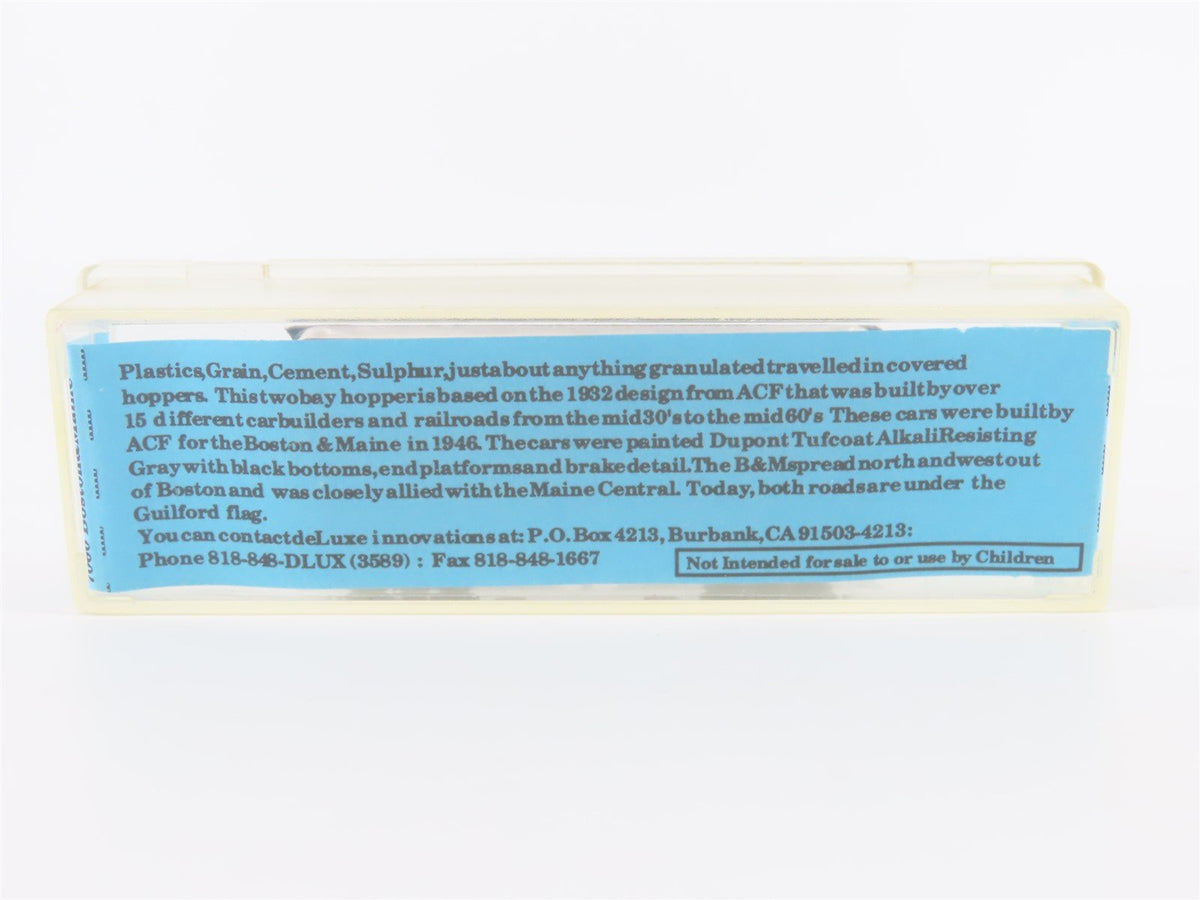 Plastics, Grain, Cement, Sulphur, just about anything granulated travelled in covered
hoppers. This two bay hopper is based on the 1932 design from ACF that was built by over
15 different carbuilders and railroads from the mid 30's to the mid 60's These cars were built by
ACF for the Boston & Maine in 1946. The cars were painted Dupont Tufcoat Alkali Resisting
Gray with black bottoms, end platforms and brake detail. The B&M spread north and west out
of Boston and was closely allied with the Maine Central. Today, both roads are under the
Guilford flag.
You can contact deLuxe innovations at: P.O. Box 4213, Burbank, CA 91503-4213:
Phone 818-848-DLUX (3589) : Fax 818-848-1667
Not Intended for sale to or use by Children